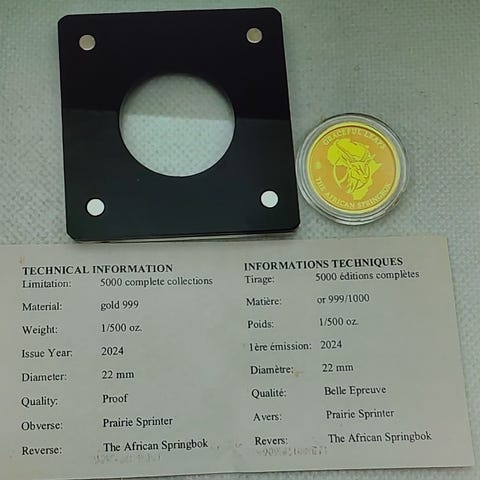 GRACEFUL LEAPS
THE AFRICAN SPRINGBOK
TECHNICAL INFORMATION
Limitation: 5000 complete collections
Material: gold 999
Weight: 1/500 oz.
Issue Year: 2024
Diameter: 22 mm
Quality: Proof
Obverse: Prairie Sprinter
Reverse: The African Springbok
INFORMATIONS TECHNIQUES
Tirage: 5000 éditions complètes
Matière: or 999/1000
Poids: 1/500 oz.
1ère émission: 2024
Diamètre: 22 mm
Qualité: Belle Epreuve
Avers: Prairie Sprinter
Revers: The African Springbok